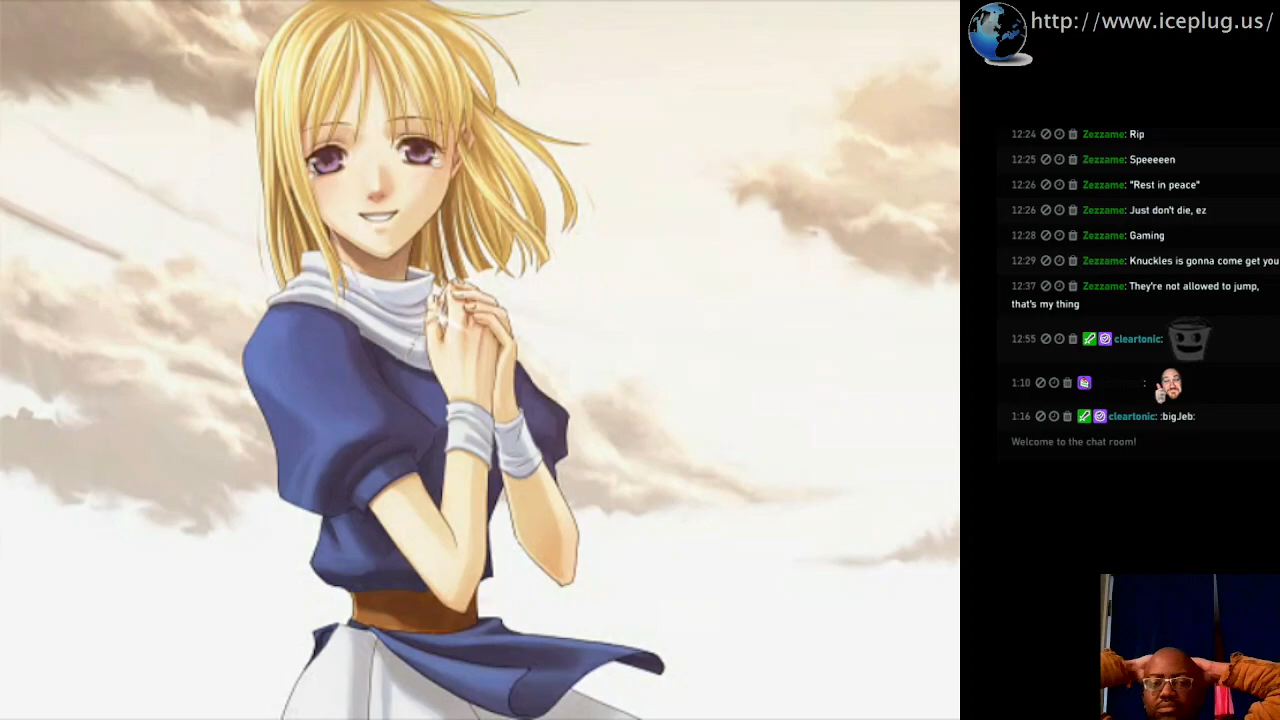 http://www.iceplug.us/
12:24 Zezzame: Rip
12:25 Zezzame: Speeeeen
12:26 Zezzame: "Rest in peace"
12:26 Zezzame: Just don't die, ez
12:28 Zezzame: Gaming
12:29 Zezzame: Knuckles is gonna come get you
12:37 Zezzame: They're not allowed to jump,
that's my thing
12:55 cleartonic:
1:10 :
1:16 cleartonic: :bigJeb:
Welcome to the chat room!